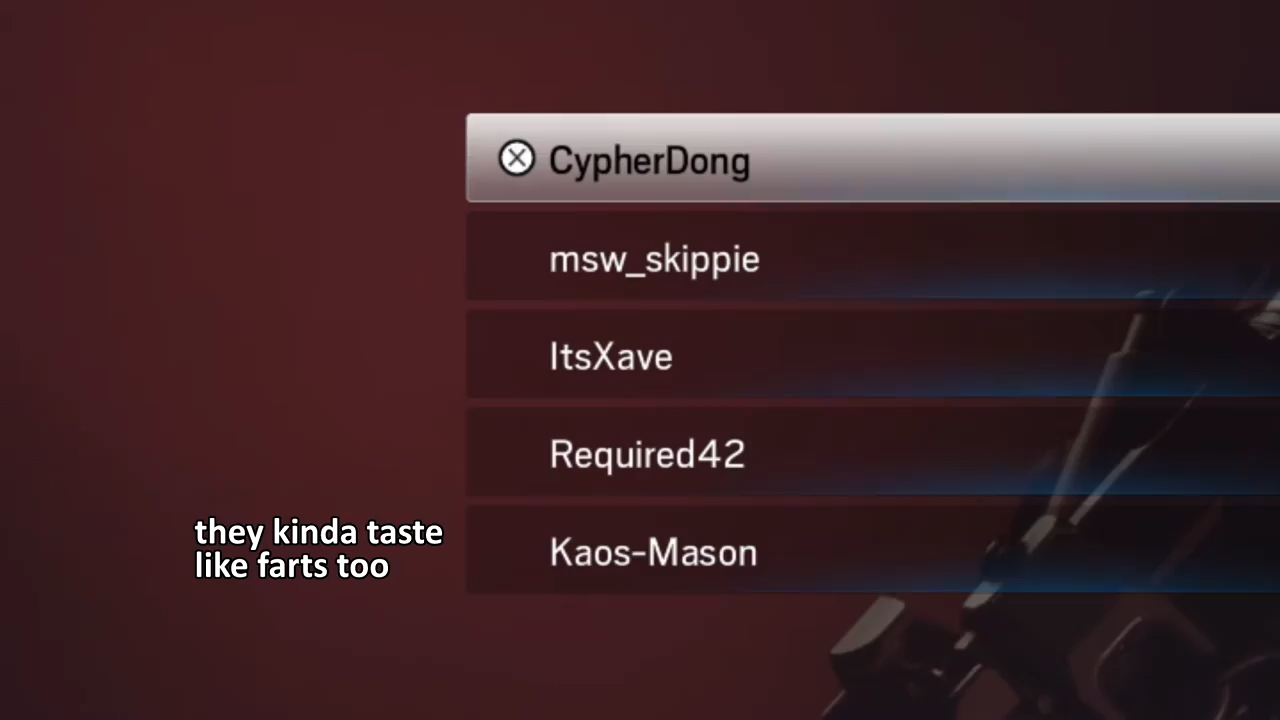 CypherDong
msw_skippie
ItsXave
Required42
they kinda taste
like farts too
Kaos-Mason